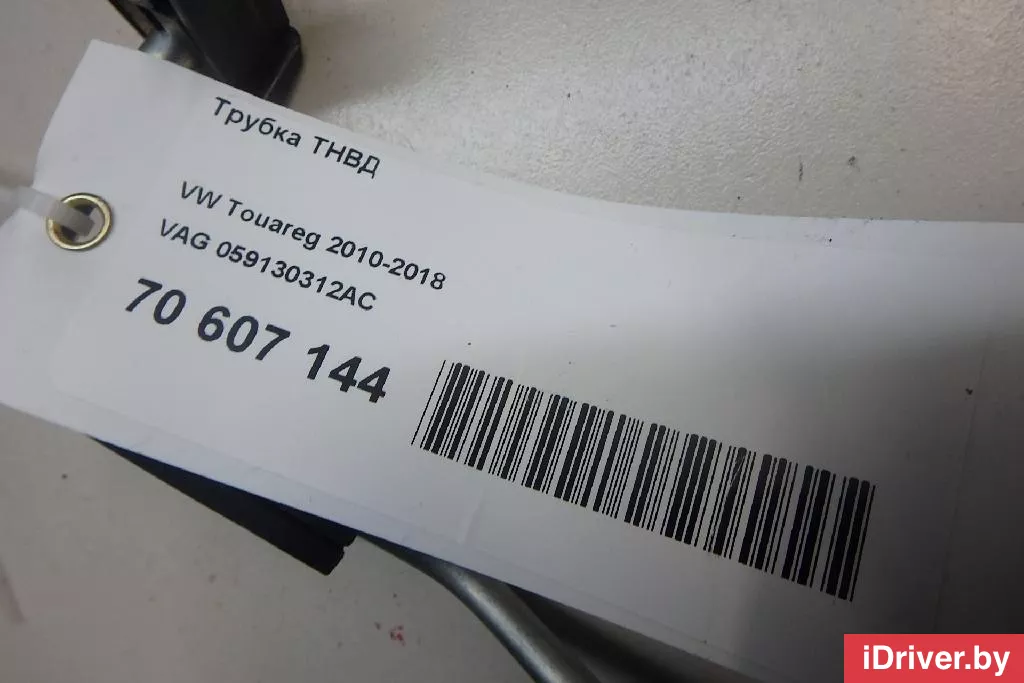 Трубка ТНВД
VW Touareg 2010-2018
VAG 059130312AC
70 607 144
iDriver.by